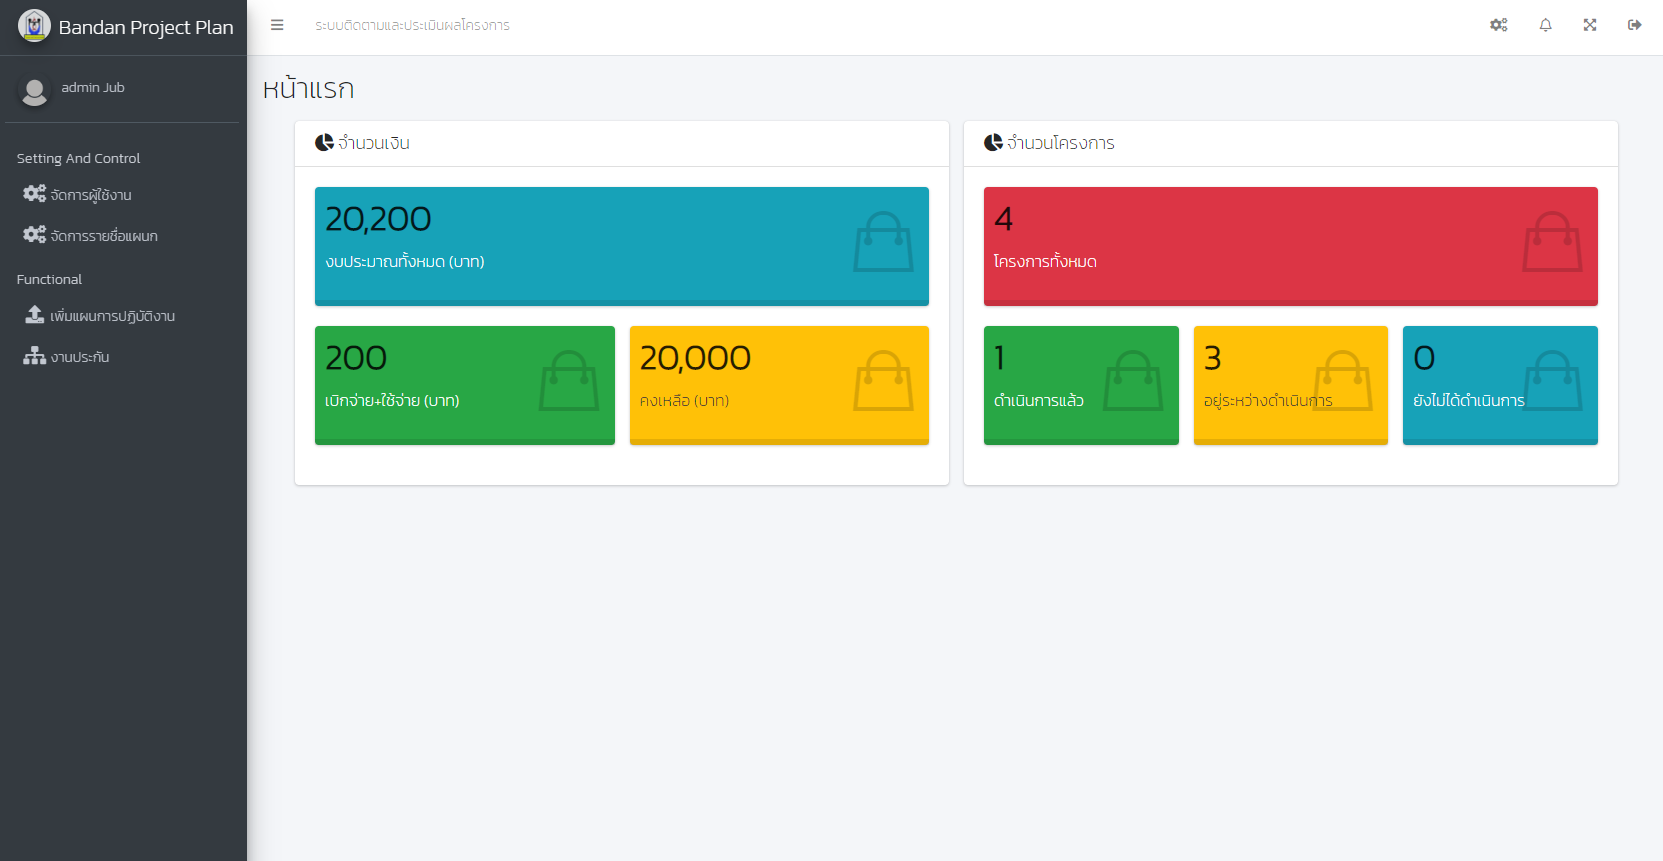 Bandan Project Plan
ระบบติดตามและประเมินผลโครงการ
admin Jub
Setting And Control
จัดการผู้ใช้งาน
จัดการรายชื่อแผนก
Functional
เพิ่มแผนการปฏิบัติงาน
งานประกัน
หน้าแรก
จำนวนเงิน
20,200
งบประมาณทั้งหมด (บาท)
200
เบิกจ่าย+ใช้จ่าย (บาท)
20,000
คงเหลือ (บาท)
จำนวนโครงการ
4
โครงการทั้งหมด
1
ดำเนินการแล้ว
3
อยู่ระหว่างดำเนินการ
0
ยังไม่ได้ดำเนินการ